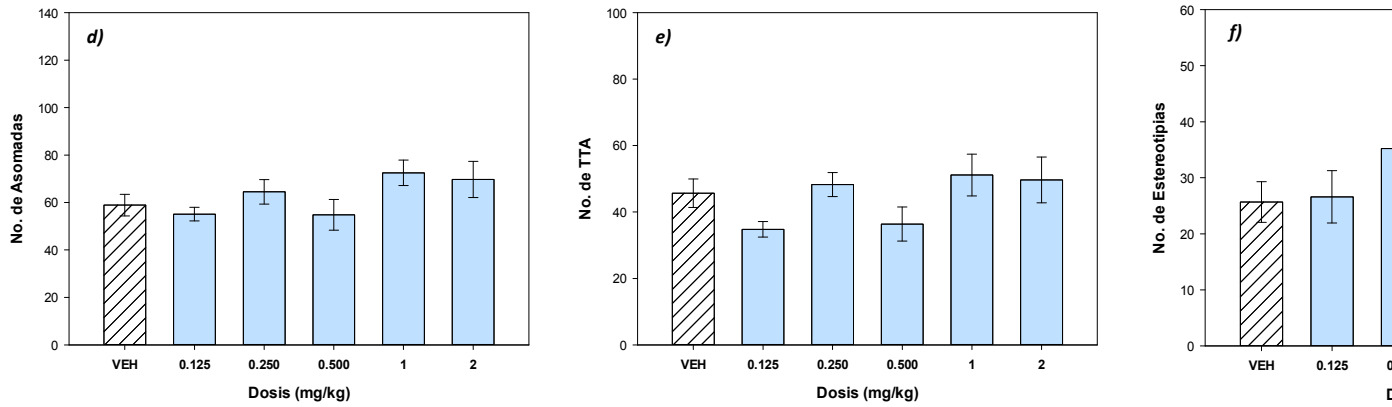 d)
No. de Asomadas
140
120
100
80
60
40
20
0
VEH 0.125 0.250 0.500 1 2
Dosis (mg/kg)
e)
No. de TTA
100
80
60
40
20
0
VEH 0.125 0.250 0.500 1 2
Dosis (mg/kg)
f)
No. de Estereotipias
60
50
40
30
20
10
0
VEH 0.125